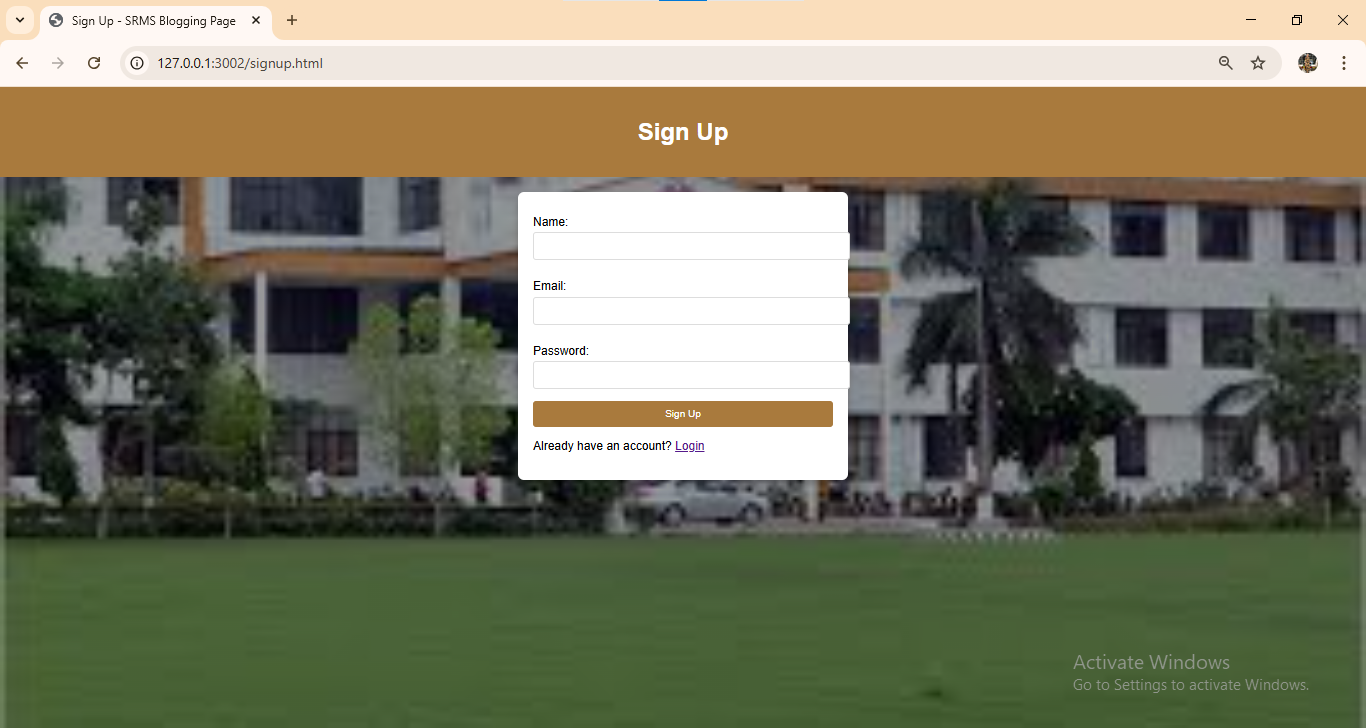 Sign Up - SRMS Blogging Page
127.0.0.1:3002/signup.html
Sign Up
Name:
Email:
Password:
Sign Up
Already have an account? Login
Activate Windows
Go to Settings to activate Windows.